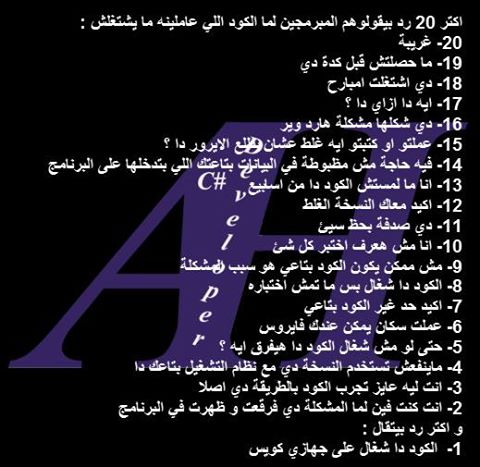 اكتر 20 رد بيقولوهم المبرمجين لما الكود اللي عاملينه ما يشتغلش :
20- غريبة
19- ما حصلتش قبل كدة دي
18- دي اشتغلت امبارح
17- ايه دا ازاي دا ؟
16- دي شكلها مشكلة هارد وير
15- عملتو او كتبتو ايه غلط عشان يطلع الايرور دا ؟
14- فيه حاجة مش مظبوطة في البيانات بتاعتك اللي بتدخلها على البرنامج
13- انا ما لمستش الكود دا من اسابيع
12- اكيد معاك النسخة الغلط
11- دي صدفة بحظ سيئ
10- انا مش هعرف اختبر كل شئ
9- مش ممكن يكون الكود بتاعي هو سبب المشكلة
8- الكود دا شغال بس ما تمش اختباره
7- اكيد حد غير الكود بتاعي
6- عملت سكان يمكن عندك فايروس
5- حتى لو مش شغال الكود دا هيفرق ايه ؟
4- ماينفعش تستخدم النسخة دي مع نظام التشغيل بتاعك دا
3- انت ليه عايز تجرب الكود بالطريقة دي اصلا
2- انت كنت فين لما المشكلة دي فرقعت و ظهرت في البرنامج
و اكتر رد بيتقال :
1- الكود دا شغال على جهازي كويس
AH
C#
Developer